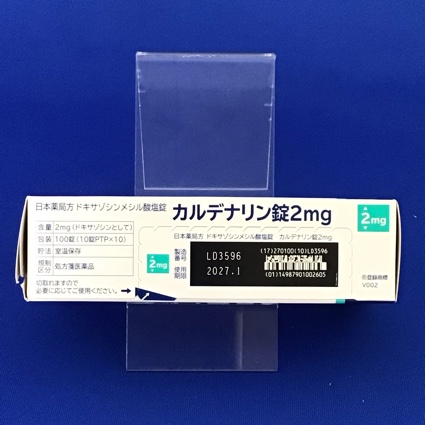 日本薬局方 ドキサゾシンメシル酸塩錠 カルデナリン錠2mg
含量 2mg(ドキサゾシンとして)
包装 100錠(10錠PTP×10)
貯法 室温保存
規制区分 処方箋医薬品
切取れますので
必要に応じてご使用ください。
2mg
日本薬局方 ドキサゾシンメシル酸塩錠 カルデナリン錠2mg
2mg
製造番号 LD3596
使用期限 2027.1
(17)270100(10)LD3596
(01)14987901002605
®登録商標
V002